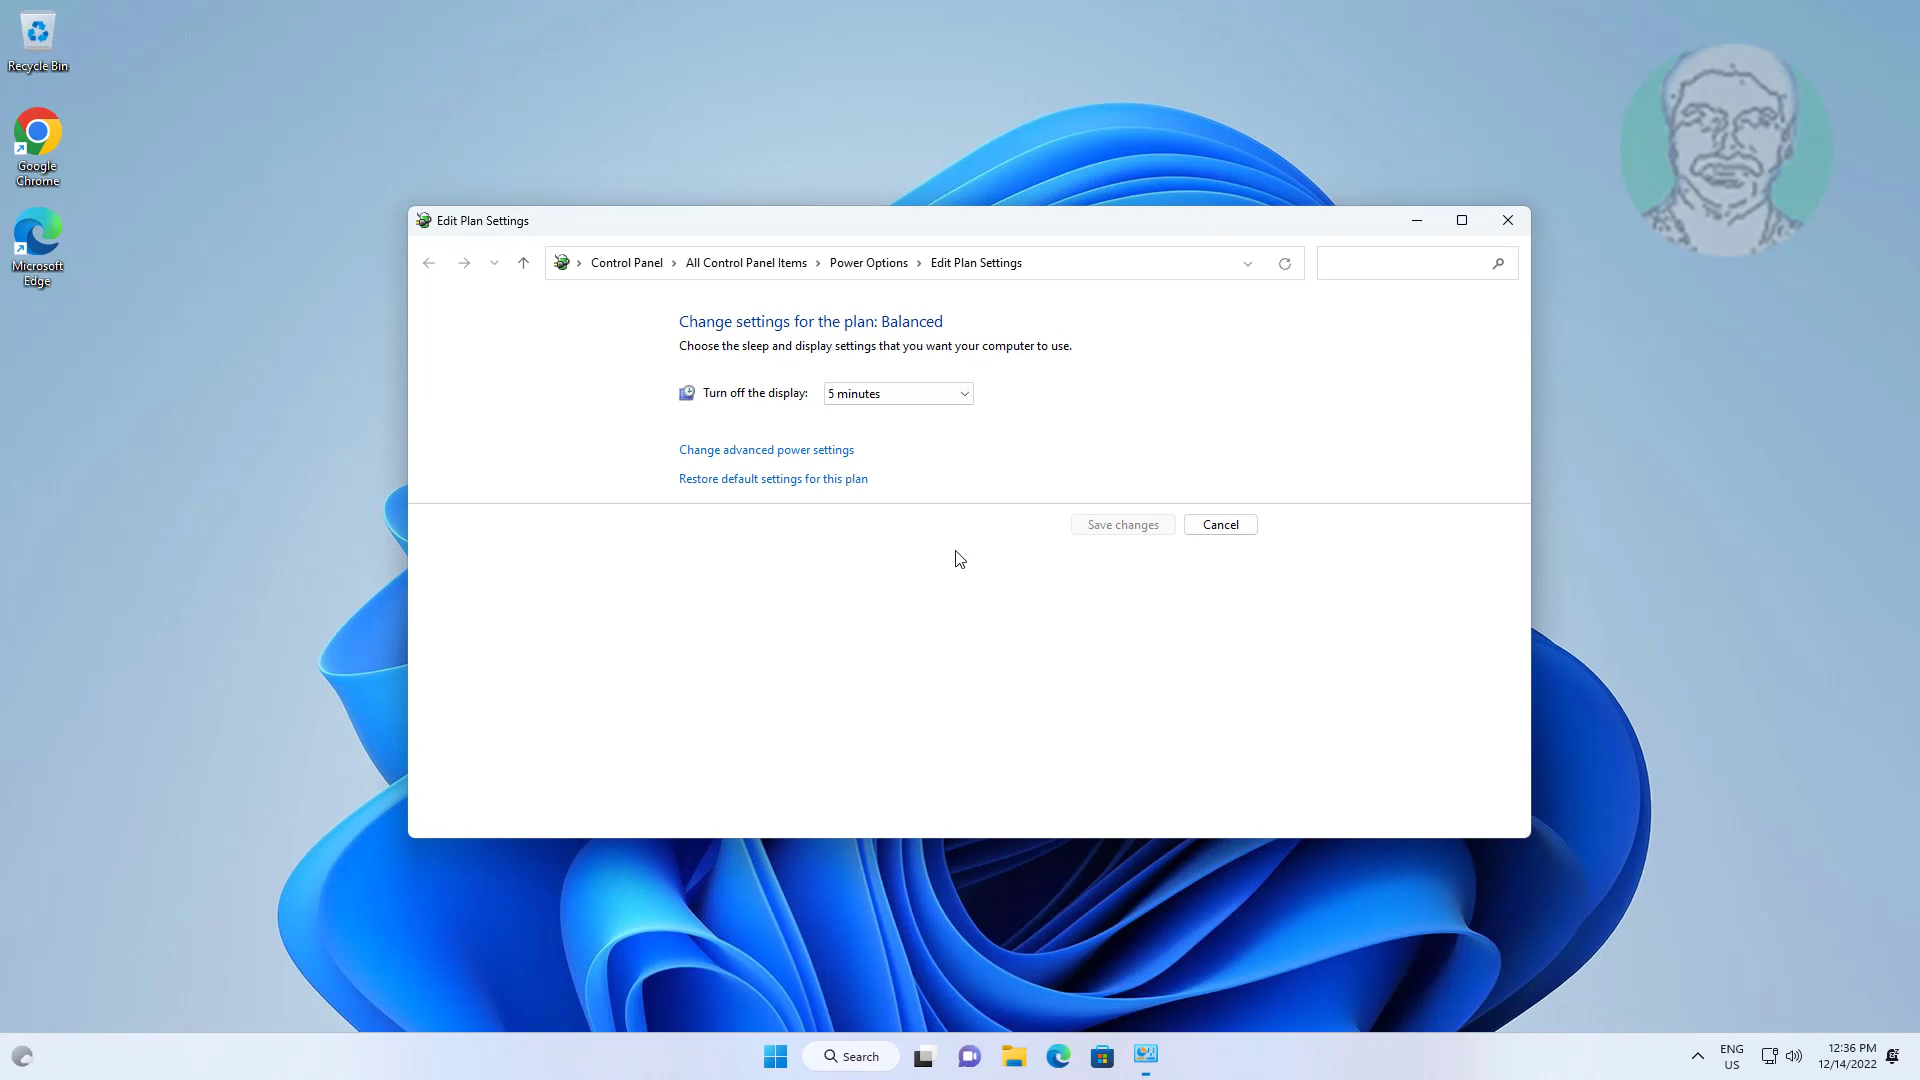 Recycle Bin
Google
Chrome
Microsoft
Edge
Edit Plan Settings
Control Panel
All Control Panel Items
Power Options
Edit Plan Settings
Change settings for the plan: Balanced
Choose the sleep and display settings that you want your computer to use.
Turn off the display:
5 minutes
Change advanced power settings
Restore default settings for this plan
Save changes
Cancel
Search
ENG
US
12:36 PM
12/14/2022